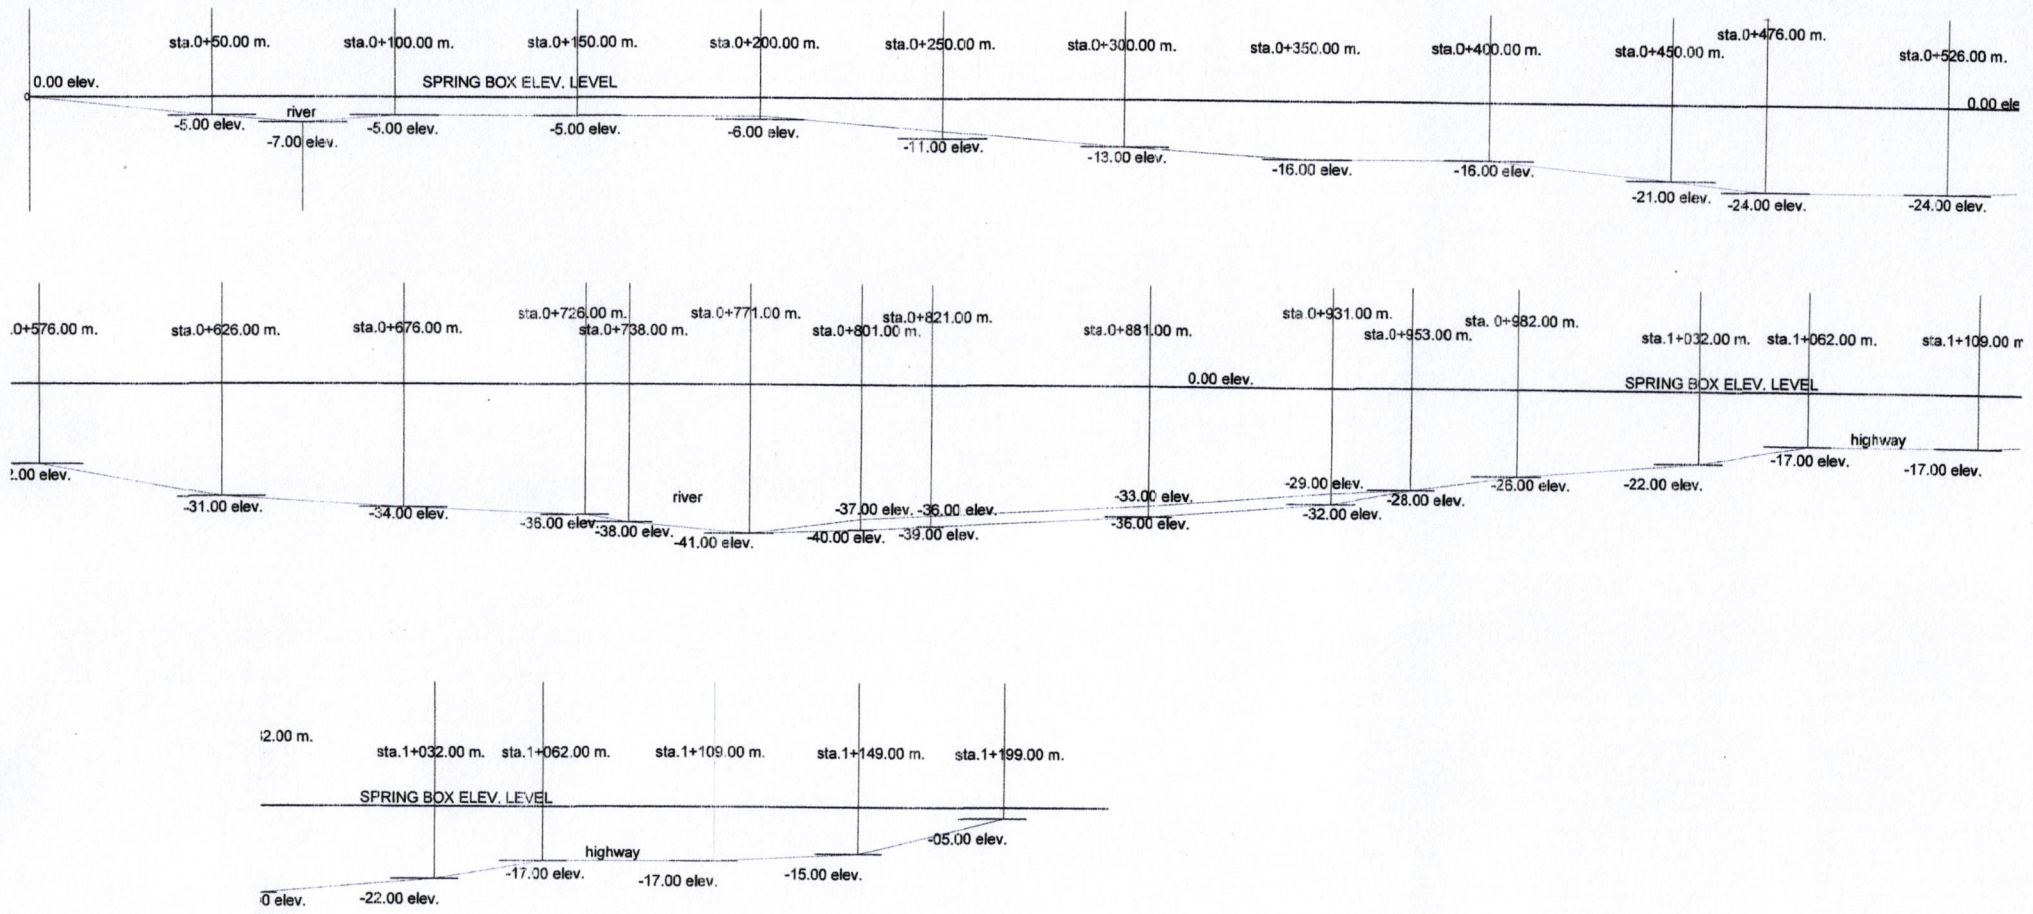 sta.0+50.00 m. sta.0+100.00 m. sta.0+150.00 m. sta.0+200.00 m. sta.0+250.00 m. sta.0+300.00 m. sta.0+350.00 m. sta.0+400.00 m. sta.0+450.00 m. sta.0+476.00 m. sta.0+526.00 m.
0.00 elev. SPRING BOX ELEV. LEVEL 0.00 ele
river
-5.00 elev. -7.00 elev. -5.00 elev. -5.00 elev. -6.00 elev. -11.00 elev. -13.00 elev. -16.00 elev. -16.00 elev. -21.00 elev. -24.00 elev. -24.00 elev.
.0+576.00 m. sta.0+626.00 m. sta.0+676.00 m. sta.0+726.00 m. sta.0+738.00 m. sta.0+771.00 m. sta.0+801.00 m. sta.0+821.00 m. sta.0+881.00 m. sta.0+931.00 m. sta.0+953.00 m. sta. 0+982.00 m. sta.1+032.00 m. sta.1+062.00 m. sta.1+109.00 m
0.00 elev. SPRING BOX ELEV. LEVEL
highway
river
-37.00 elev. -36.00 elev. -33.00 elev. -29.00 elev.
.00 elev. -31.00 elev. -34.00 elev. -36.00 elev. -38.00 elev. -41.00 elev. -40.00 elev. -39.00 elev. -36.00 elev. -32.00 elev. -28.00 elev. -26.00 elev. -22.00 elev. -17.00 elev. -17.00 elev.
2.00 m. sta.1+032.00 m. sta.1+062.00 m. sta.1+109.00 m. sta.1+149.00 m. sta.1+199.00 m.
SPRING BOX ELEV. LEVEL
highway
0 elev. -22.00 elev. -17.00 elev. -17.00 elev. -15.00 elev. -05.00 elev.